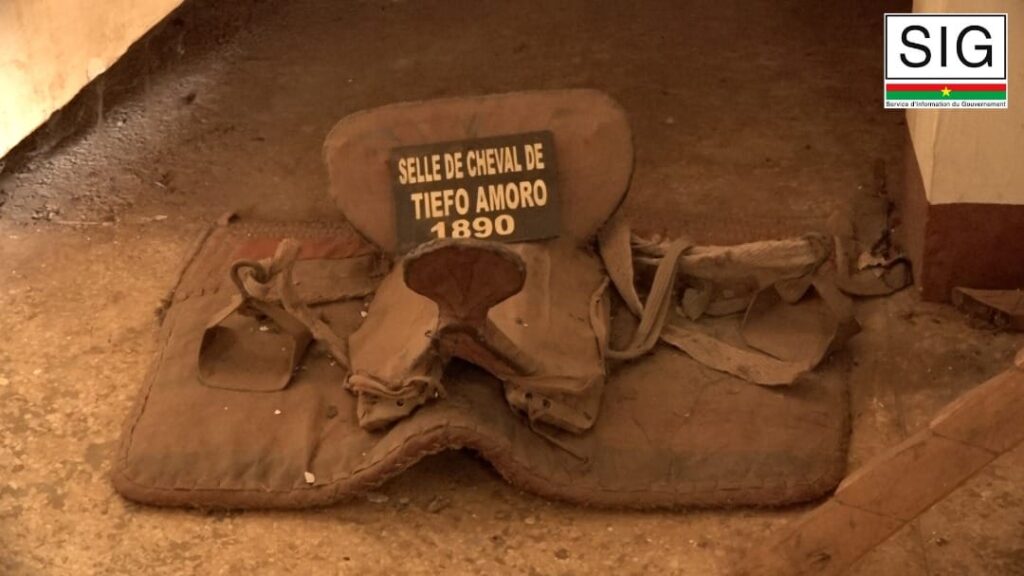 SIG
Service d'Information du Gouvernement
SELLE DE CHEVAL DE
TIEFO AMORO
1890